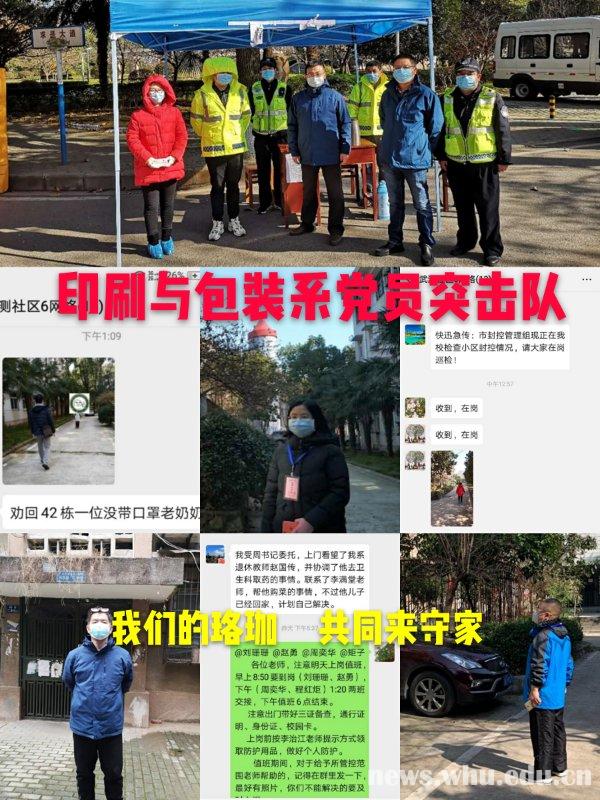 求是大道
印刷与包装系党员突击队
26%
测社区6网
下午1:09
劝回 42 栋一位没带口罩老奶奶
快迅急传：市封控管理组现正在我
校检查小区封控情况，请大家在岗
巡检！
中午12:57
收到，在岗
收到，在岗
我受周书记委托，上门看望了我系
退休教师赵国传，并协调了他去卫
生科取药的事情。联系了李满堂老
师，帮他购菜的事情，不过他儿子
已经回家，计划自己解决。
我们的珞珈 共同来守家
@刘珊珊 @赵勇 @周奕华 @矩子
各位老师，注意明天上岗值班，
早上8:50要到岗（刘珊珊、赵勇），
下午（周奕华、程红炬）1:20两班
交接，下午值班6点结束。
注意出门带好三证备查，通行证
明、身份证、校园卡。
上岗前按李治江老师提示方式领
取防护用品，做好个人防护。
值班期间，对于给予所管控范
围老师帮助的，记得在群里发一下，
最好有照片，你们不能解决的要及
news.whu.edu.cn